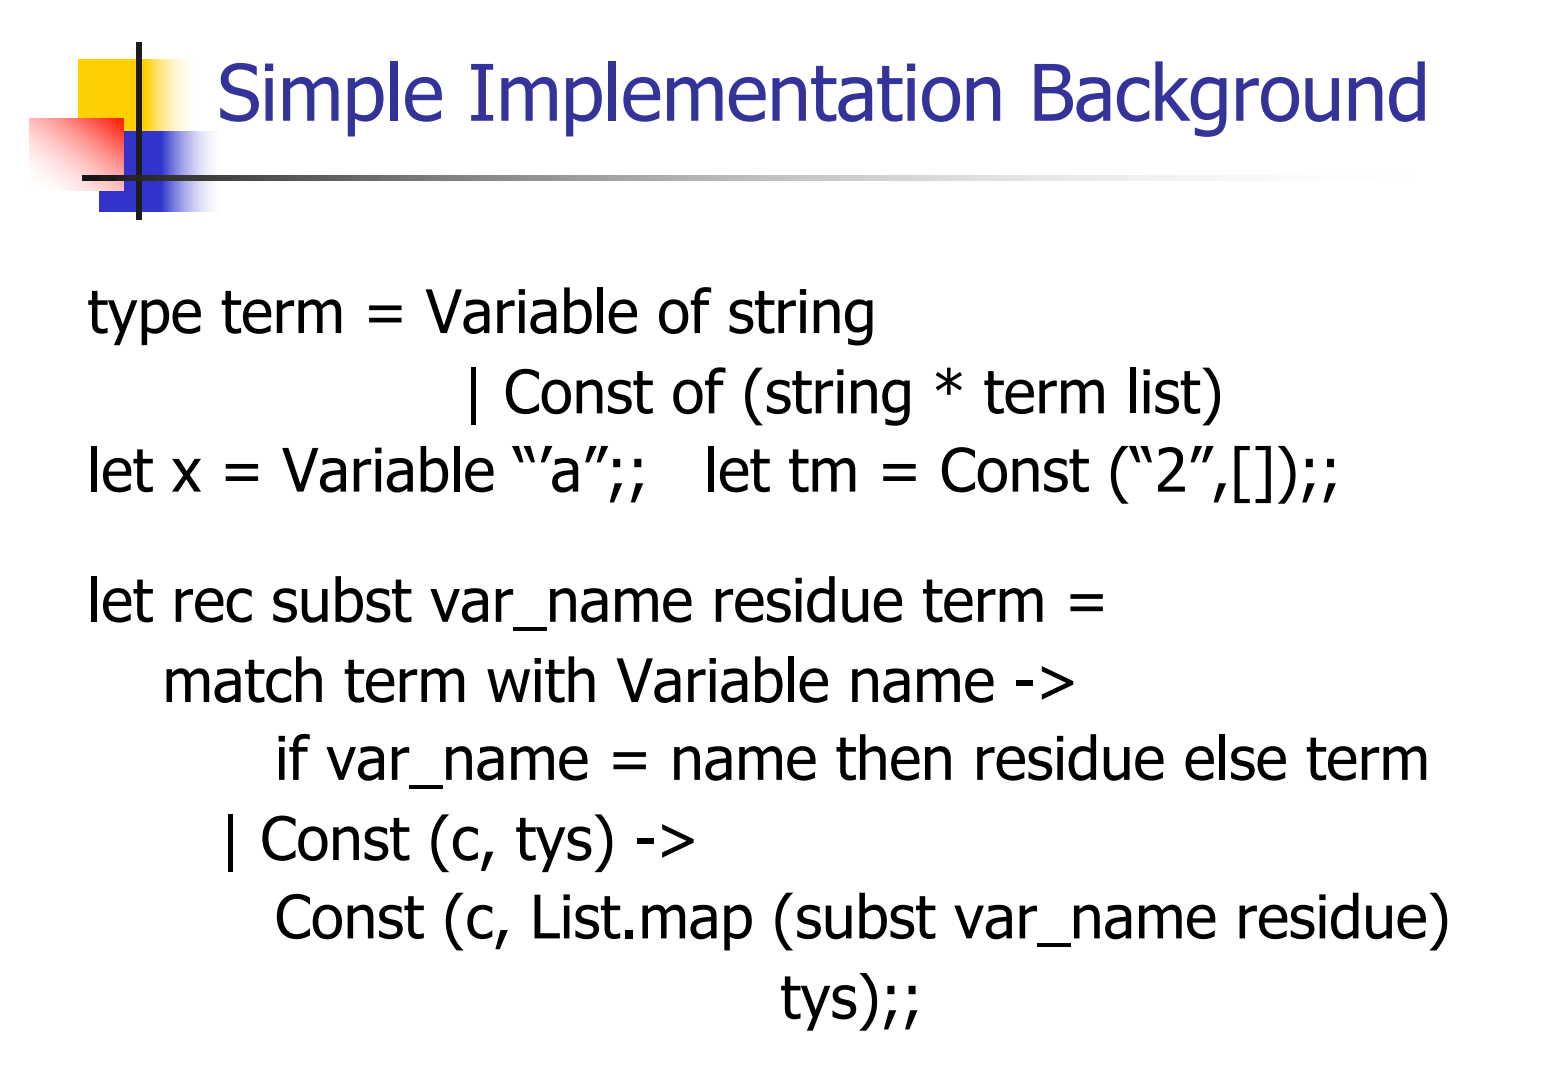 Simple Implementation Background
type term = Variable of string
| Const of (string * term list)
let x = Variable “’a”;; let tm = Const (“2”,[]);;
let rec subst var_name residue term =
match term with Variable name ->
if var_name = name then residue else term
| Const (c, tys) ->
Const (c, List.map (subst var_name residue)
tys);;